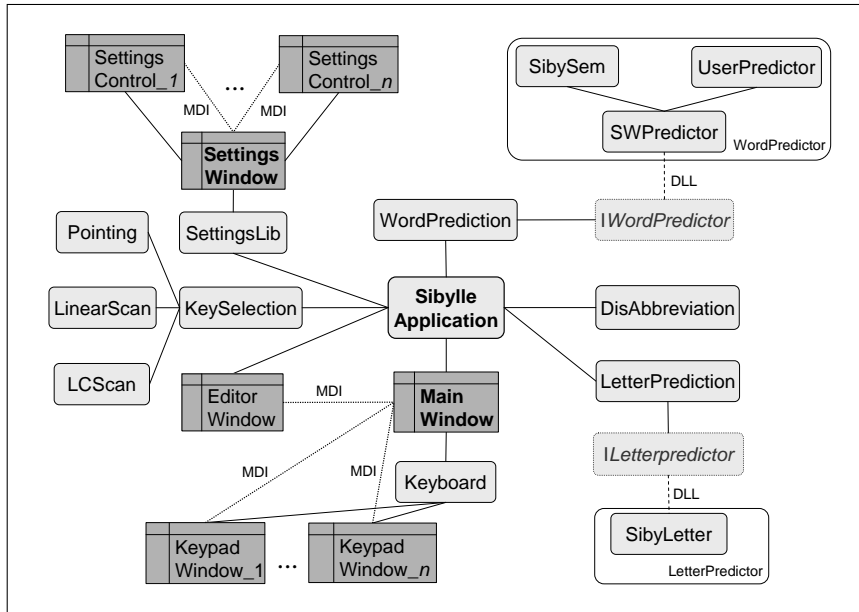 Settings
Control_1
...
Settings
Control_n
MDI
MDI
Settings
Window
SibySem
UserPredictor
SWPredictor
WordPredictor
DLL
Pointing
SettingsLib
WordPrediction
IWordPredictor
LinearScan
KeySelection
Sibylle
Application
DisAbbreviation
LCScan
Editor
Window
MDI
Main
Window
LetterPrediction
MDI
MDI
Keyboard
ILetterpredictor
DLL
Keypad
Window_1
...
Keypad
Window_n
SibyLetter
LetterPredictor